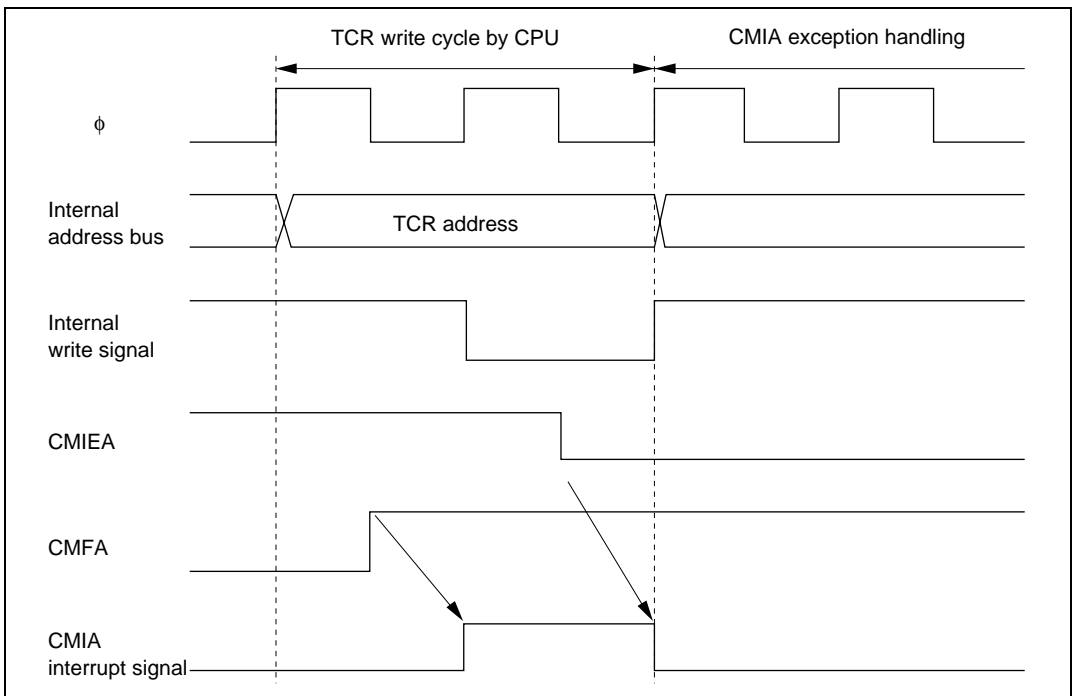 TCR write cycle by CPU
CMIA exception handling
ϕ
Internal
address bus
TCR address
Internal
write signal
CMIEA
CMFA
CMIA
interrupt signal